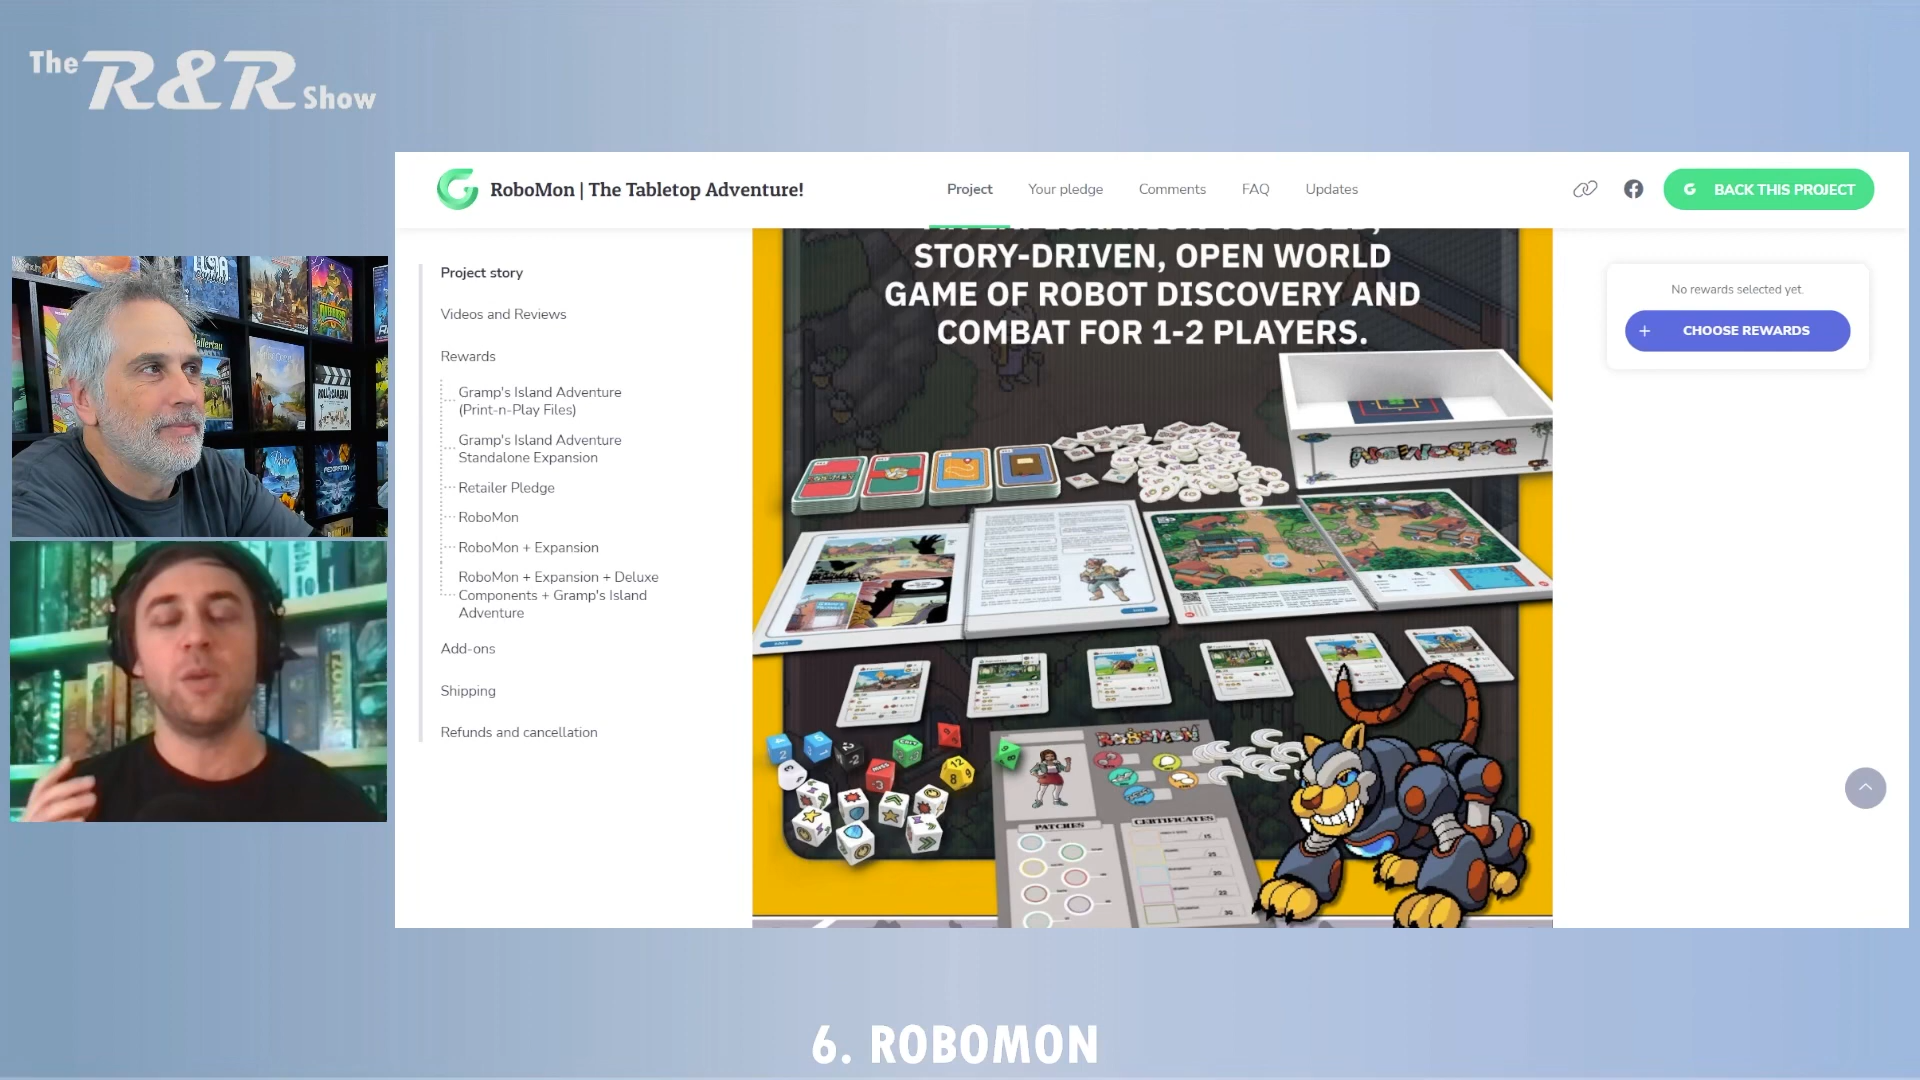 The R&R Show
RoboMon | The Tabletop Adventure!
Project
Your pledge
Comments
FAQ
Updates
BACK THIS PROJECT
Project story
Videos and Reviews
Rewards
Gramp's Island Adventure
(Print-n-Play Files)
Gramp's Island Adventure
Standalone Expansion
Retailer Pledge
RoboMon
RoboMon + Expansion
RoboMon + Expansion + Deluxe
Components + Gramp's Island
Adventure
Add-ons
Shipping
Refunds and cancellation
STORY-DRIVEN, OPEN WORLD
GAME OF ROBOT DISCOVERY AND
COMBAT FOR 1-2 PLAYERS.
ROBOMON
ROBOMON
PATCHES
CERTIFICATES
No rewards selected yet.
+ CHOOSE REWARDS
6. ROBOMON